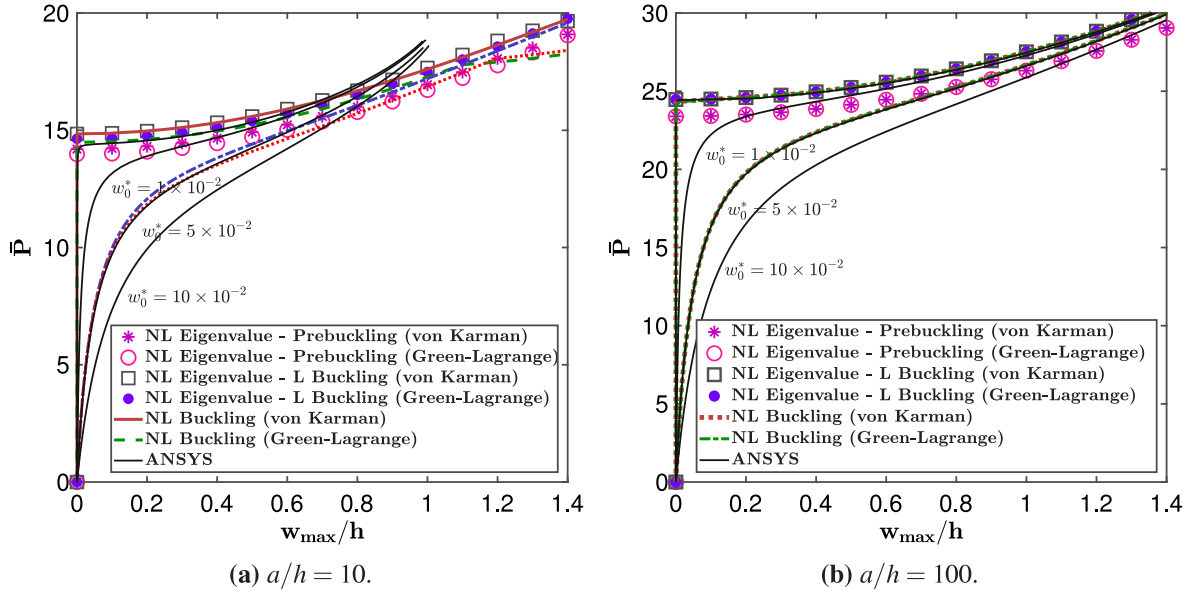 20
15
10
5
0
P̄
w₀* = 1 × 10⁻²
w₀* = 5 × 10⁻²
w₀* = 10 × 10⁻²
NL Eigenvalue - Prebuckling (von Karman)
NL Eigenvalue - Prebuckling (Green-Lagrange)
NL Eigenvalue - L Buckling (von Karman)
NL Eigenvalue - L Buckling (Green-Lagrange)
NL Buckling (von Karman)
NL Buckling (Green-Lagrange)
ANSYS
0 0.2 0.4 0.6 0.8 1 1.2 1.4
w_max/h
(a) a/h = 10.
30
25
20
15
10
5
0
P̄
w₀* = 1 × 10⁻²
w₀* = 5 × 10⁻²
w₀* = 10 × 10⁻²
NL Eigenvalue - Prebuckling (von Karman)
NL Eigenvalue - Prebuckling (Green-Lagrange)
NL Eigenvalue - L Buckling (von Karman)
NL Eigenvalue - L Buckling (Green-Lagrange)
NL Buckling (von Karman)
NL Buckling (Green-Lagrange)
ANSYS
0 0.2 0.4 0.6 0.8 1 1.2 1.4
w_max/h
(b) a/h = 100.